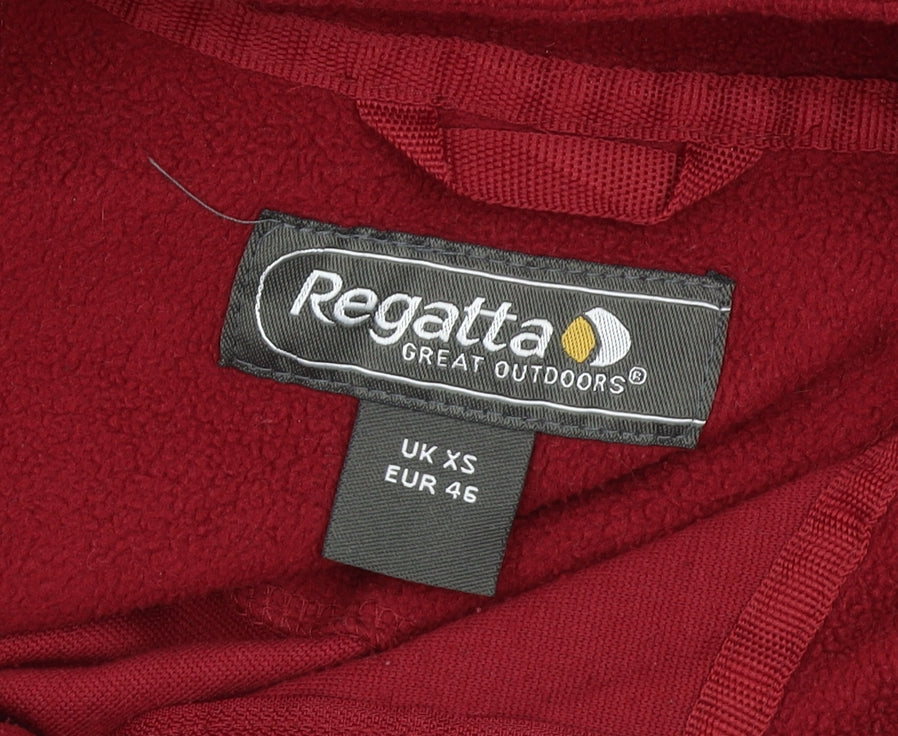 Regatta
GREAT OUTDOORS®
UK XS
EUR 46